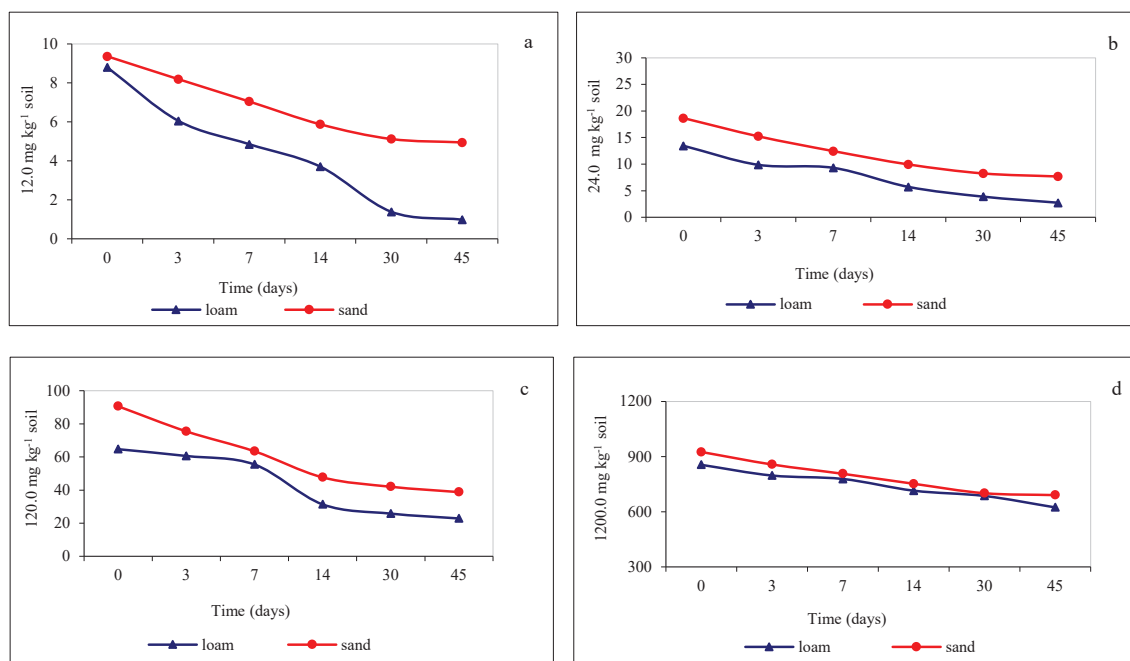 a
10
8
6
4
2
0
12.0 mg kg⁻¹ soil
0 3 7 14 30 45
Time (days)
loam sand
b
30
25
20
15
10
5
0
24.0 mg kg⁻¹ soil
0 3 7 14 30 45
Time (days)
loam sand
c
100
80
60
40
20
0
120.0 mg kg⁻¹ soil
0 3 7 14 30 45
Time (days)
loam sand
d
1200
900
600
300
1200.0 mg kg⁻¹ soil
0 3 7 14 30 45
Time (days)
loam sand